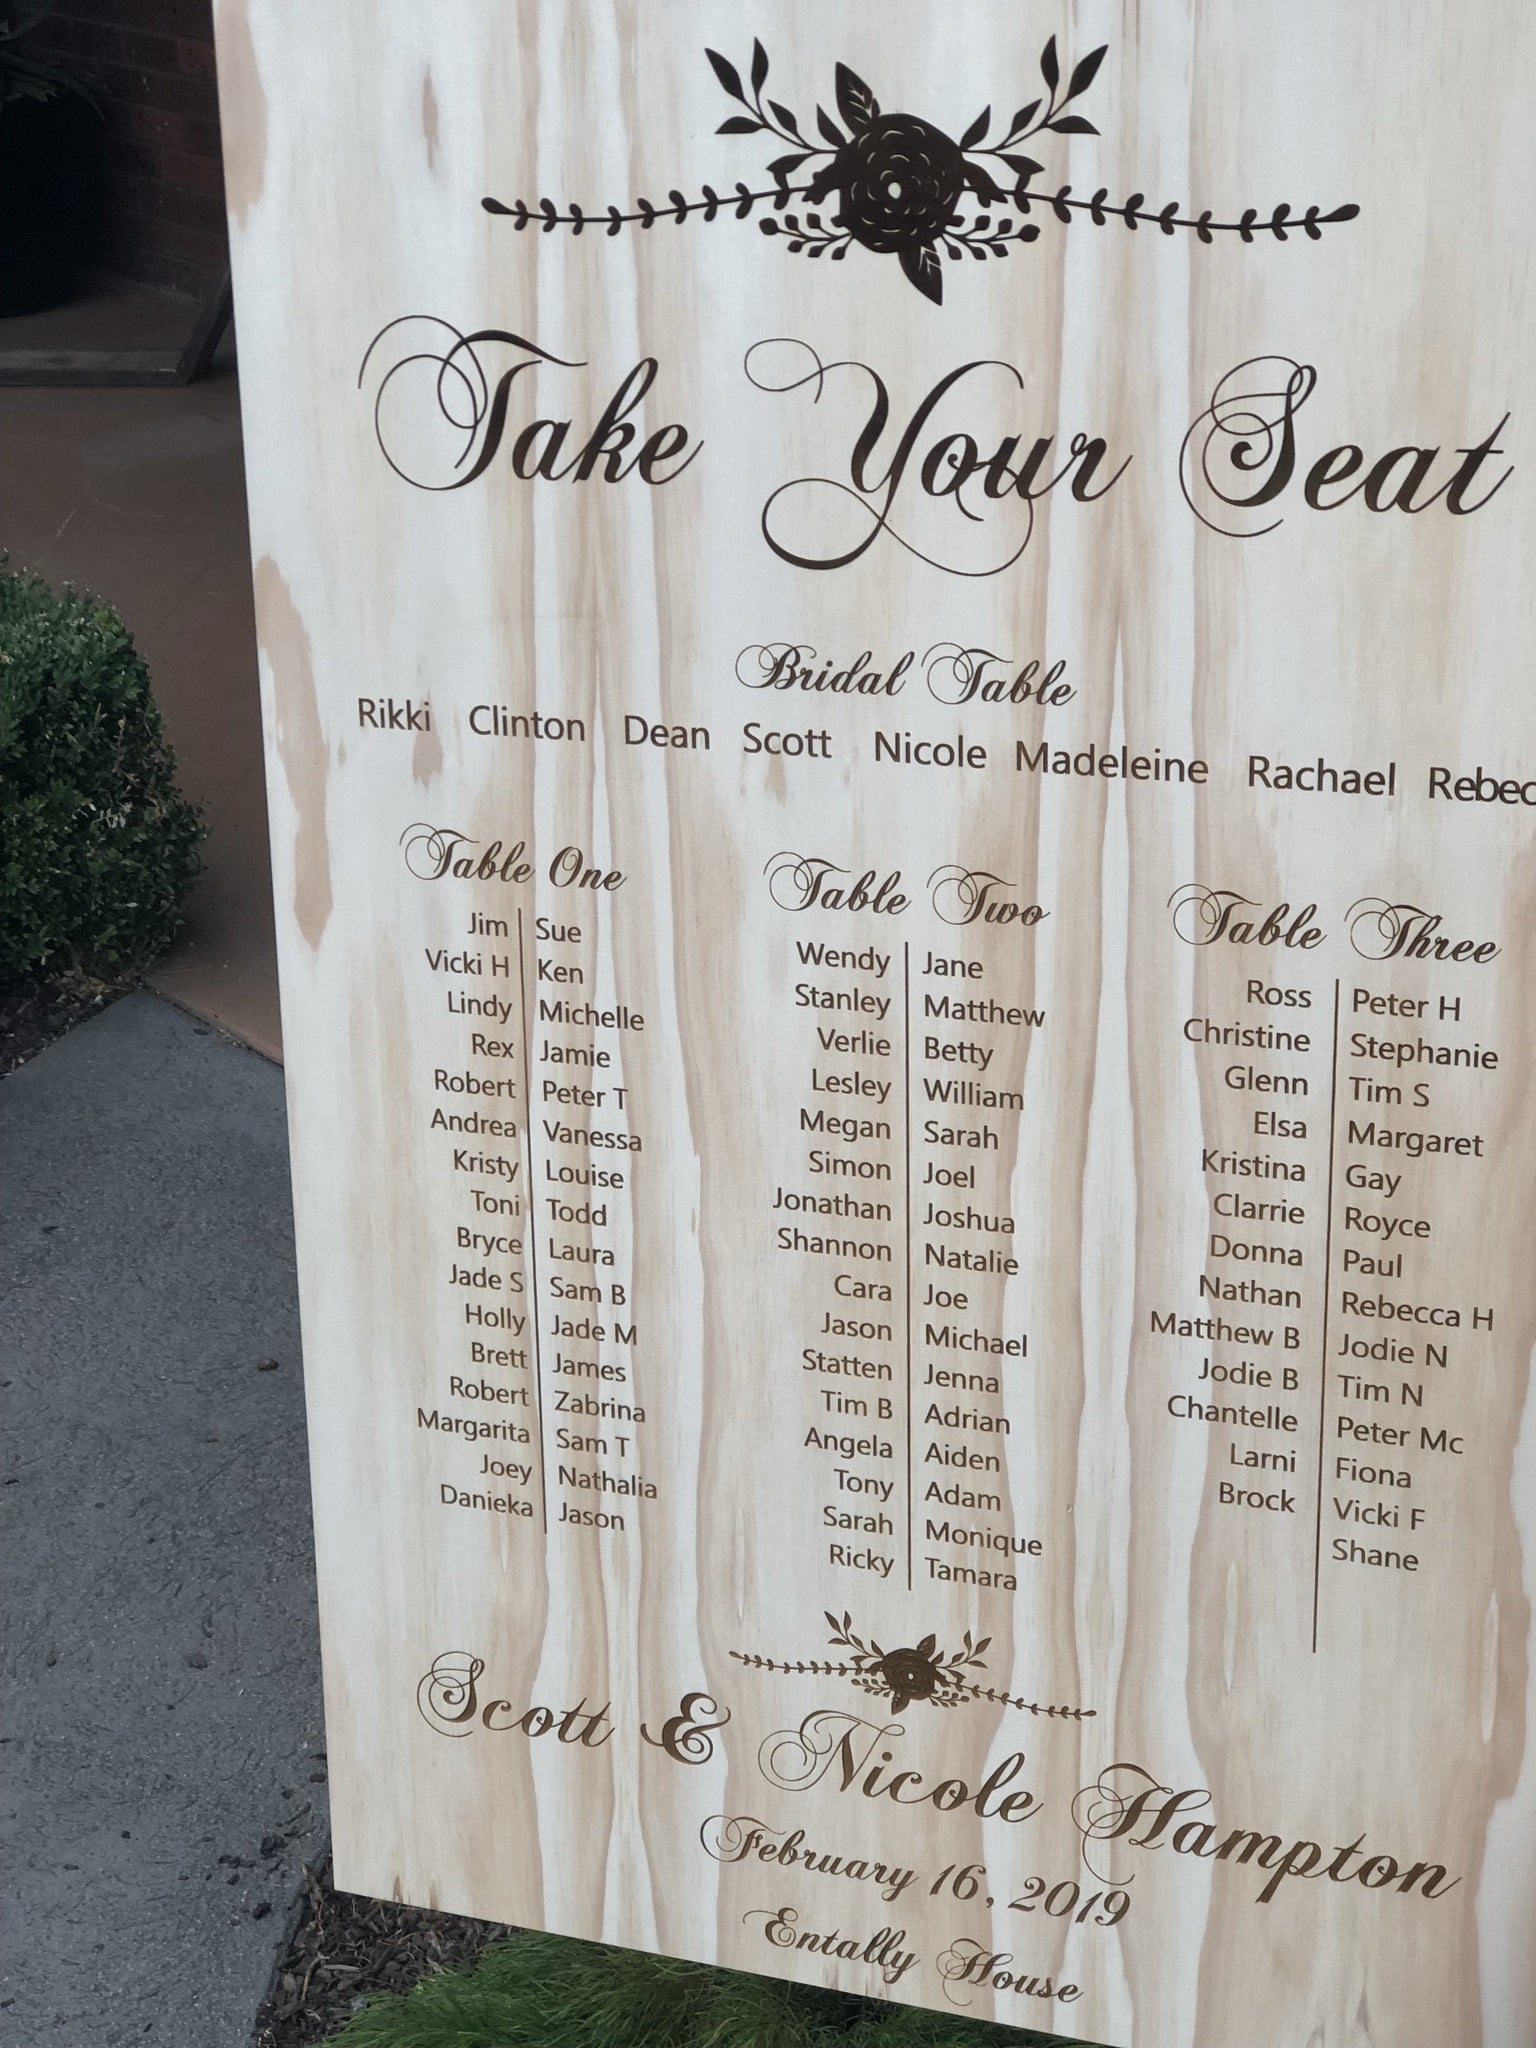 Take Your Seat
Bridal Table
Rikki Clinton Dean Scott Nicole Madeleine Rachael Rebec
Table One
Jim Sue
Vicki H Ken
Lindy Michelle
Rex Jamie
Robert Peter T
Andrea Vanessa
Kristy Louise
Toni Todd
Bryce Laura
Jade S Sam B
Holly Jade M
Brett James
Robert Zabrina
Margarita Sam T
Joey Nathalia
Danieka Jason
Table Two
Wendy Jane
Stanley Matthew
Verlie Betty
Lesley William
Megan Sarah
Simon Joel
Jonathan Joshua
Shannon Natalie
Cara Joe
Jason Michael
Statten Jenna
Tim B Adrian
Angela Aiden
Tony Adam
Sarah Monique
Ricky Tamara
Table Three
Ross Peter H
Christine Stephanie
Glenn Tim S
Elsa Margaret
Kristina Gay
Clarrie Royce
Donna Paul
Nathan Rebecca H
Matthew B Jodie N
Jodie B Tim N
Chantelle Peter Mc
Larni Fiona
Brock Vicki F
Shane
Scott & Nicole Hampton
February 16, 2019
Entally House